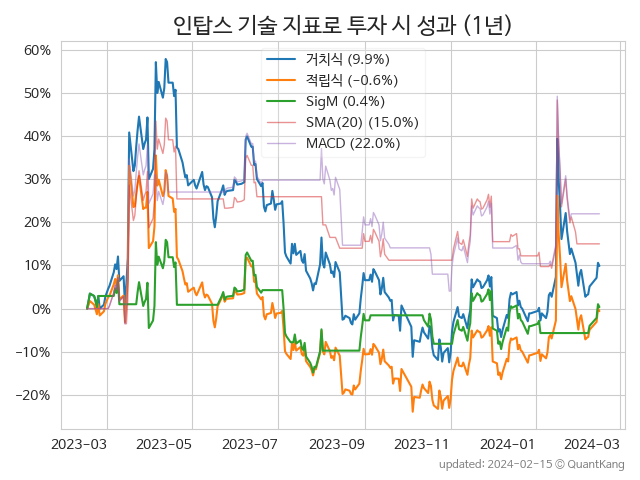 인탑스 기술 지표로 투자 시 성과 (1년)
거치식 (9.9%)
적립식 (−0.6%)
SigM (0.4%)
SMA(20) (15.0%)
MACD (22.0%)
60%
50%
40%
30%
20%
10%
0%
−10%
−20%
2023-03 2023-05 2023-07 2023-09 2023-11 2024-01 2024-03
updated: 2024-02-15 © QuantKang